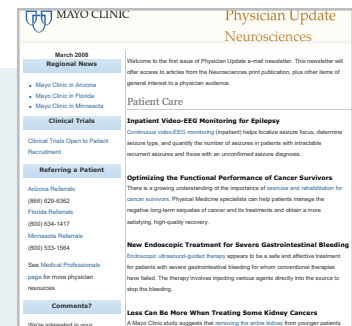 MAYO CLINIC
Physician Update
Neurosciences
March 2008
Regional News
Mayo Clinic in Arizona
Mayo Clinic in Florida
Mayo Clinic in Minnesota
Clinical Trials
Clinical Trials Open to Patient
Recruitment
Referring a Patient
Arizona Referrals
(866) 629-6362
Florida Referrals
(800) 634-1417
Minnesota Referrals
(800) 533-1564
See Medical Professionals
page for more physician
resources.
Comments?
We're interested in your
Welcome to the first issue of Physician Update e-mail newsletter. This newsletter will
offer access to articles from the Neurosciences print publication, plus other items of
general interest to a physician audience.
Patient Care
Inpatient Video-EEG Monitoring for Epilepsy
Continuous video-EEG monitoring (inpatient) helps localize seizure focus, determine
seizure type, and quantify the number of seizures in patients with intractable
recurrent seizures and those with an unconfirmed seizure diagnosis.
Optimizing the Functional Performance of Cancer Survivors
There is a growing understanding of the importance of exercise and rehabilitation for
cancer survivors. Physical Medicine specialists can help patients manage the
negative long-term sequelae of cancer and its treatments and obtain a more
satisfying, high-quality recovery.
New Endoscopic Treatment for Severe Gastrointestinal Bleeding
Endoscopic ultrasound-guided therapy appears to be a safe and effective treatment
for patients with severe gastrointestinal bleeding for whom conventional therapies
have failed. The therapy involves injecting various agents directly into the source to
stop the bleeding.
Less Can Be More When Treating Some Kidney Cancers
A Mayo Clinic study suggests that removing the entire kidney from younger patients